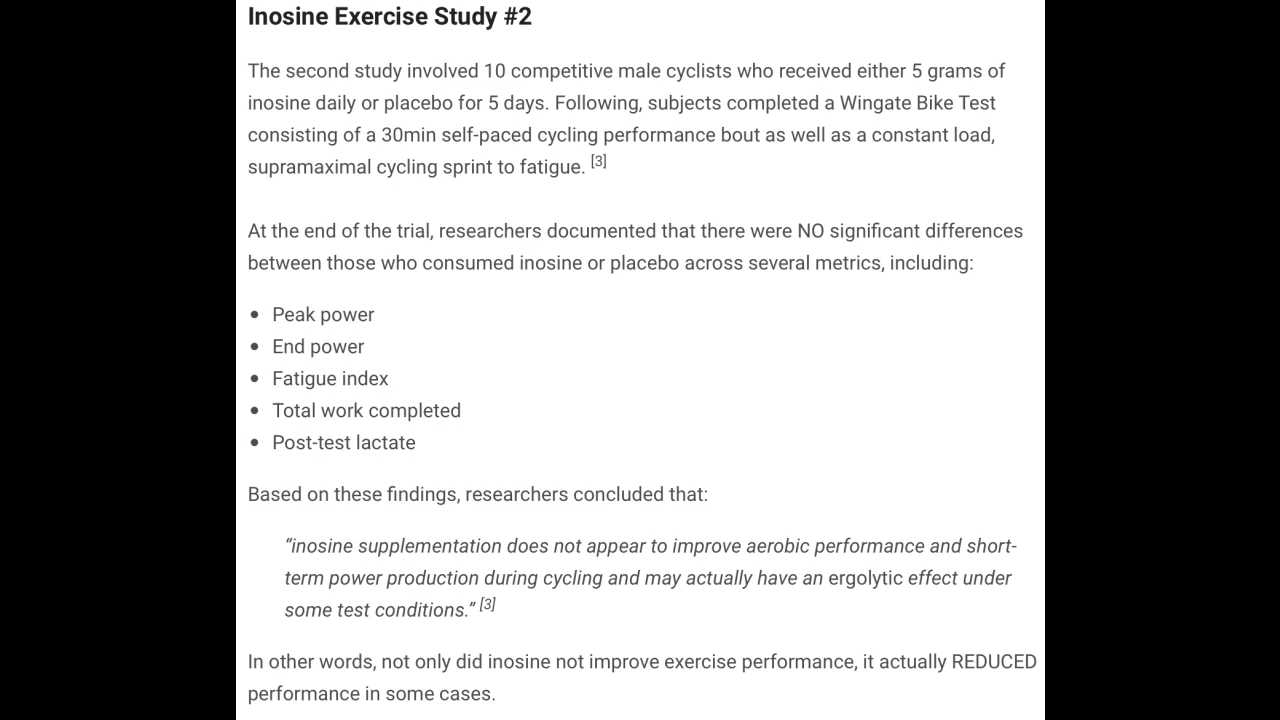 Inosine Exercise Study #2
The second study involved 10 competitive male cyclists who received either 5 grams of
inosine daily or placebo for 5 days. Following, subjects completed a Wingate Bike Test
consisting of a 30min self-paced cycling performance bout as well as a constant load,
supramaximal cycling sprint to fatigue. [3]
At the end of the trial, researchers documented that there were NO significant differences
between those who consumed inosine or placebo across several metrics, including:
• Peak power
• End power
• Fatigue index
• Total work completed
• Post-test lactate
Based on these findings, researchers concluded that:
“inosine supplementation does not appear to improve aerobic performance and short-
term power production during cycling and may actually have an ergolytic effect under
some test conditions.” [3]
In other words, not only did inosine not improve exercise performance, it actually REDUCED
performance in some cases.